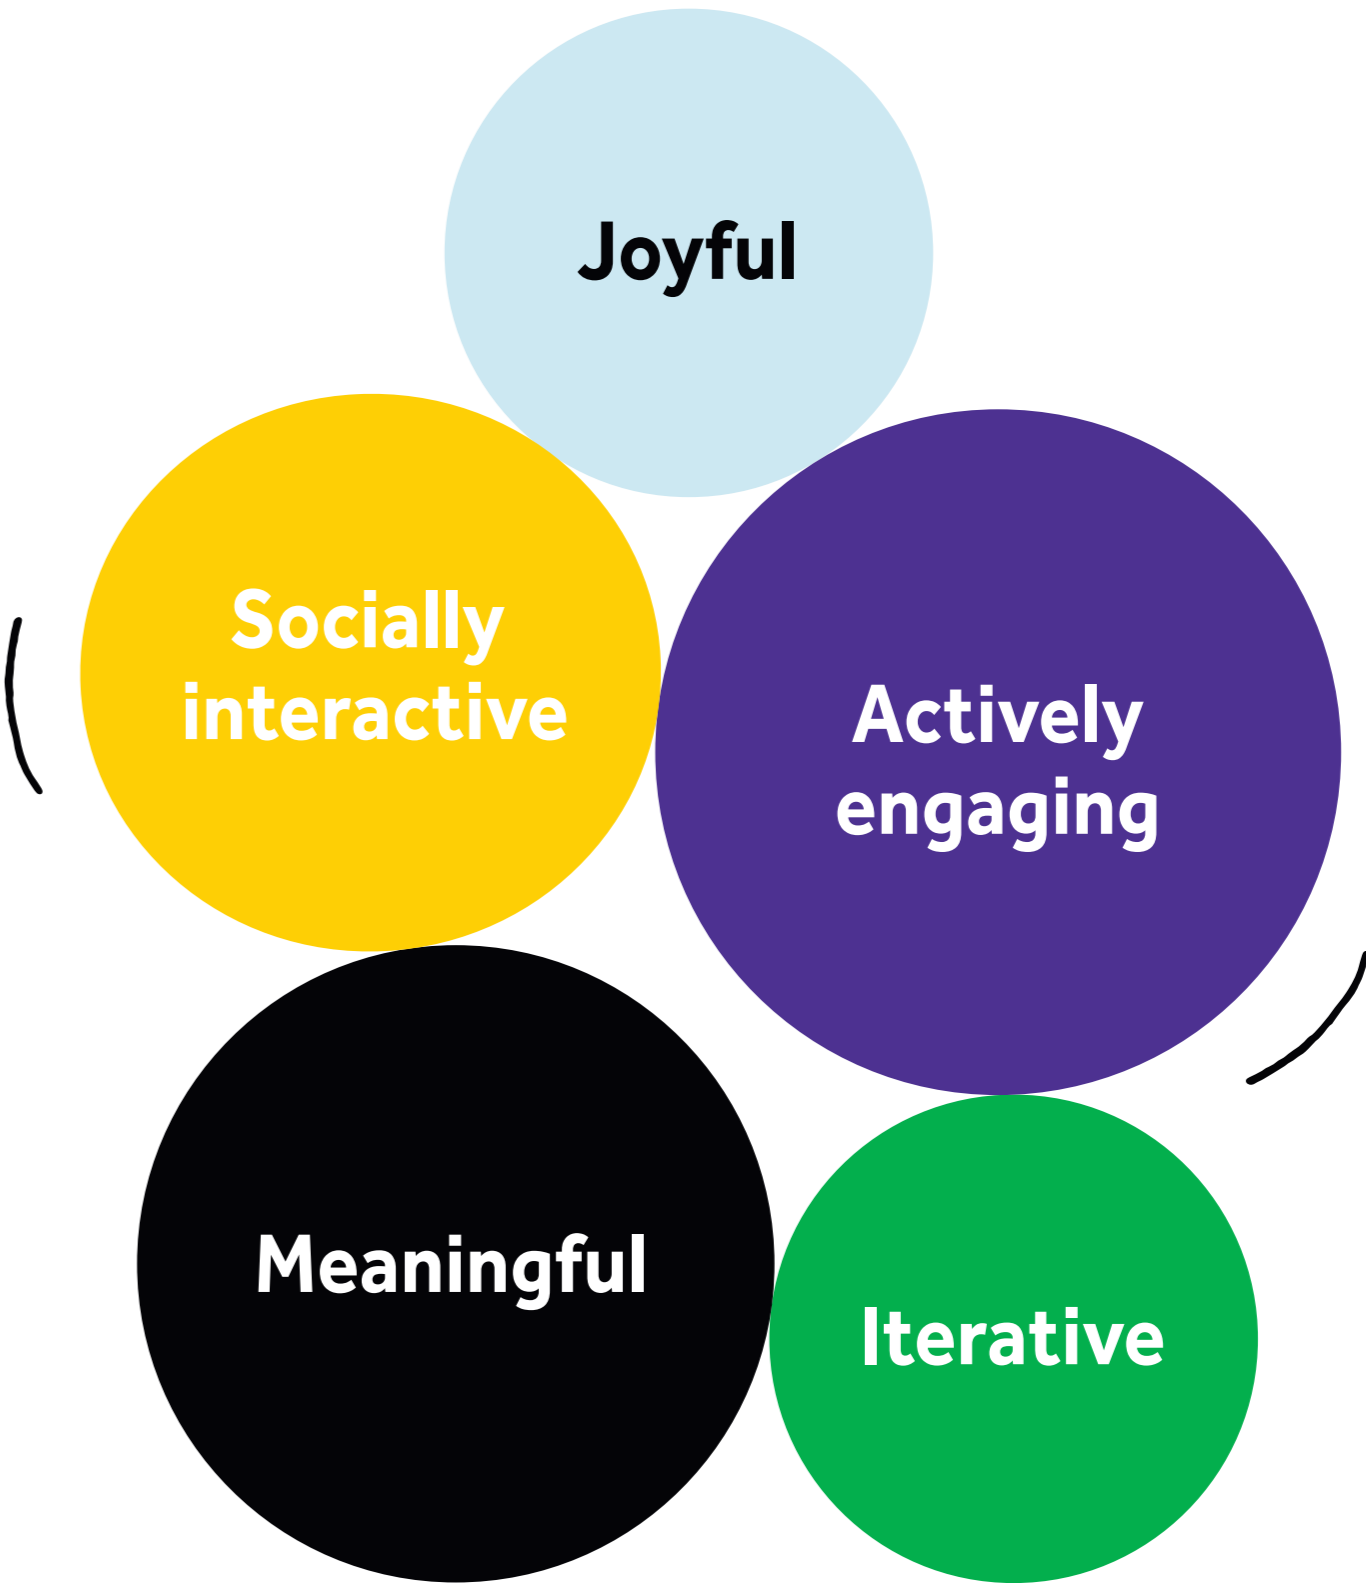 Joyful
Socially
interactive
Actively
engaging
Meaningful
Iterative